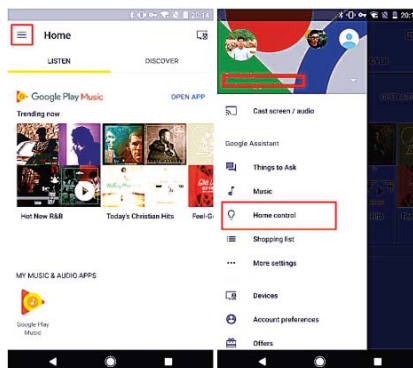 20:14
Home
LISTEN
DISCOVER
Google Play Music
OPEN APP
Trending now
Hot New R&B
Today's Christian Hits
Feel-G
MY MUSIC & AUDIO APPS
Google Play
Music
Cast screen / audio
Google Assistant
Things to Ask
Music
Home control
Shopping list
More settings
Devices
Account preferences
Offers